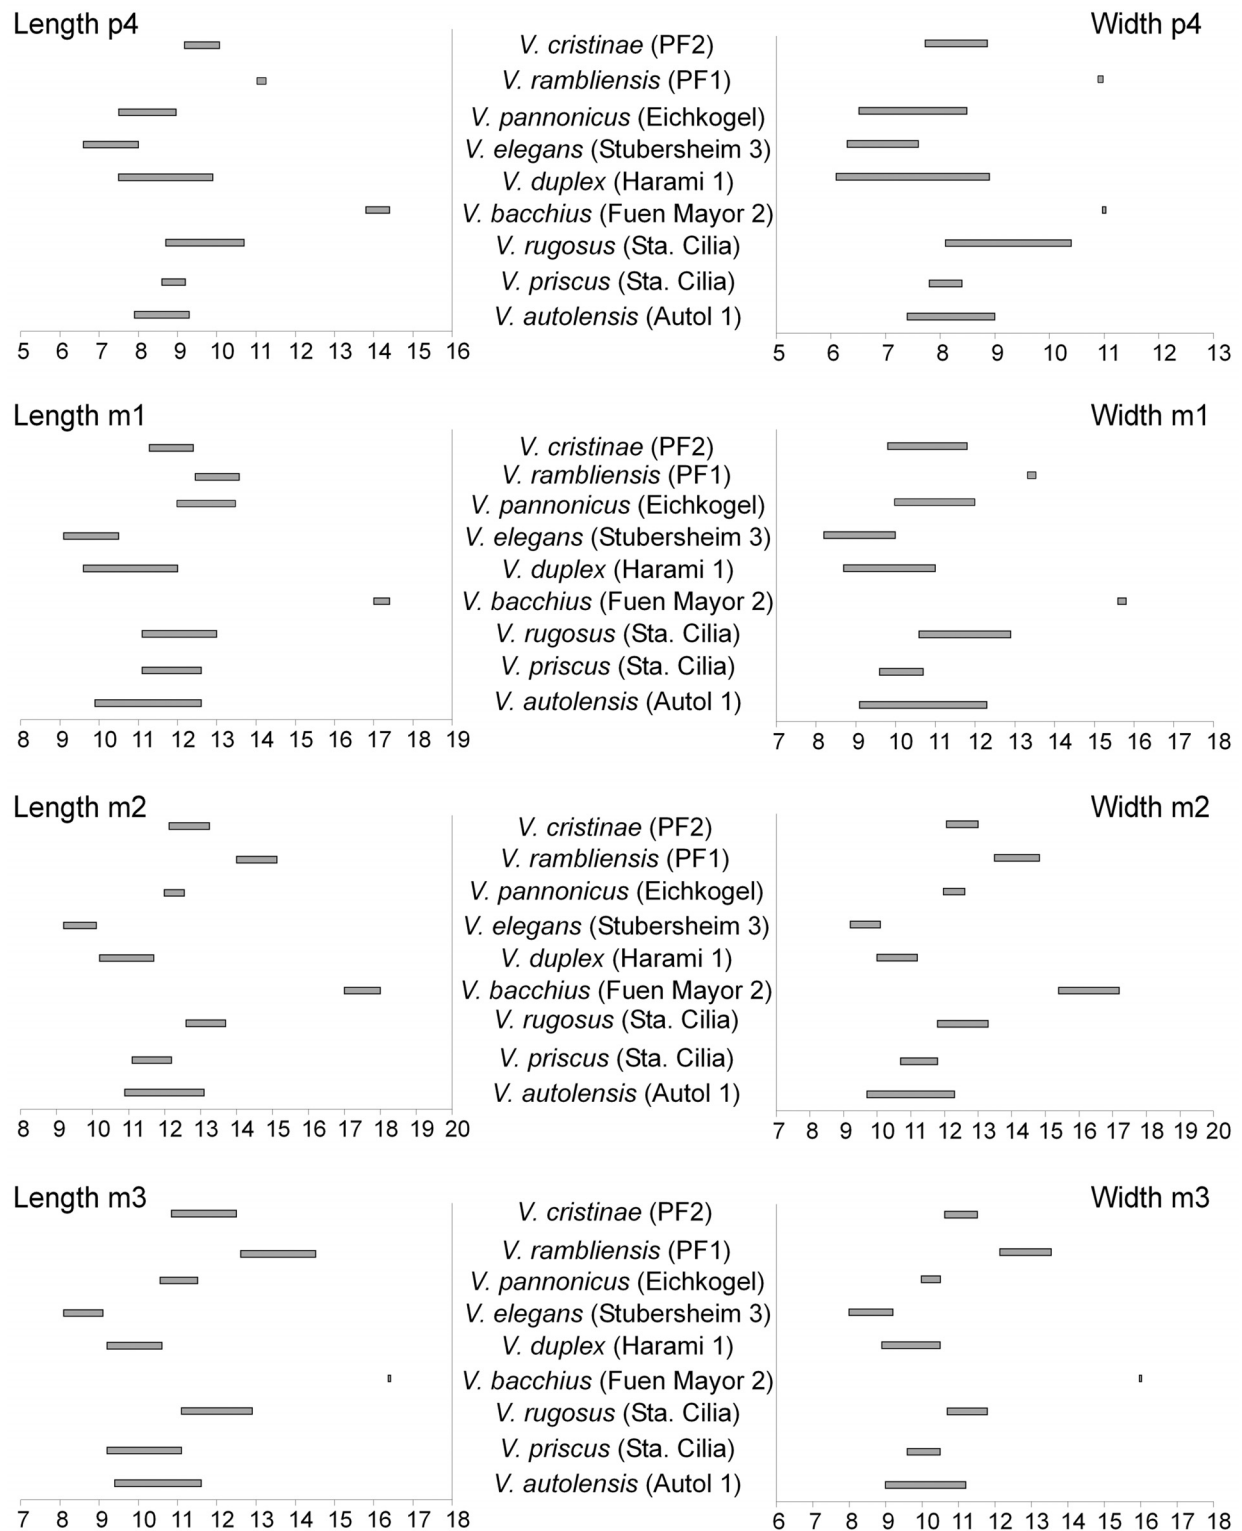 Length p4
Width p4
V. cristinae (PF2)
V. rambliensis (PF1)
V. pannonicus (Eichkogel)
V. elegans (Stubersheim 3)
V. duplex (Harami 1)
V. bacchius (Fuen Mayor 2)
V. rugosus (Sta. Cilia)
V. priscus (Sta. Cilia)
V. autolensis (Autol 1)
5 6 7 8 9 10 11 12 13 14 15 16
5 6 7 8 9 10 11 12 13
Length m1
Width m1
V. cristinae (PF2)
V. rambliensis (PF1)
V. pannonicus (Eichkogel)
V. elegans (Stubersheim 3)
V. duplex (Harami 1)
V. bacchius (Fuen Mayor 2)
V. rugosus (Sta. Cilia)
V. priscus (Sta. Cilia)
V. autolensis (Autol 1)
8 9 10 11 12 13 14 15 16 17 18 19
7 8 9 10 11 12 13 14 15 16 17 18
Length m2
Width m2
V. cristinae (PF2)
V. rambliensis (PF1)
V. pannonicus (Eichkogel)
V. elegans (Stubersheim 3)
V. duplex (Harami 1)
V. bacchius (Fuen Mayor 2)
V. rugosus (Sta. Cilia)
V. priscus (Sta. Cilia)
V. autolensis (Autol 1)
8 9 10 11 12 13 14 15 16 17 18 19 20
7 8 9 10 11 12 13 14 15 16 17 18 19 20
Length m3
Width m3
V. cristinae (PF2)
V. rambliensis (PF1)
V. pannonicus (Eichkogel)
V. elegans (Stubersheim 3)
V. duplex (Harami 1)
V. bacchius (Fuen Mayor 2)
V. rugosus (Sta. Cilia)
V. priscus (Sta. Cilia)
V. autolensis (Autol 1)
7 8 9 10 11 12 13 14 15 16 17 18
6 7 8 9 10 11 12 13 14 15 16 17 18